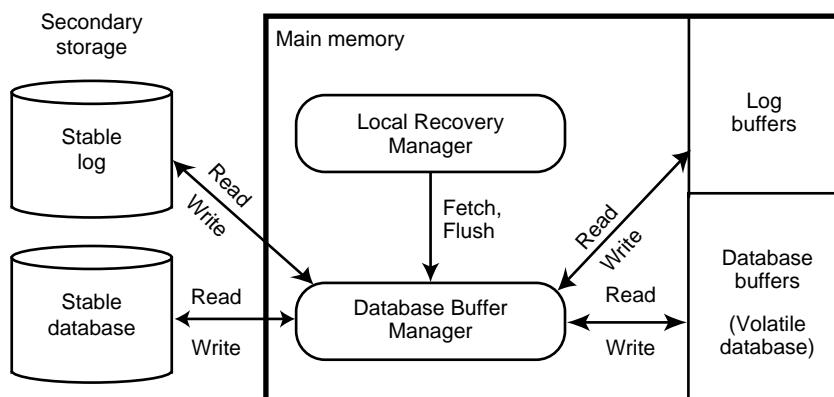 Secondary
storage
Main memory
Stable
log
Local Recovery
Manager
Log
buffers
Read
Write
Fetch,
Flush
Read
Write
Stable
database
Read
Write
Database Buffer
Manager
Read
Write
Database
buffers
(Volatile
database)